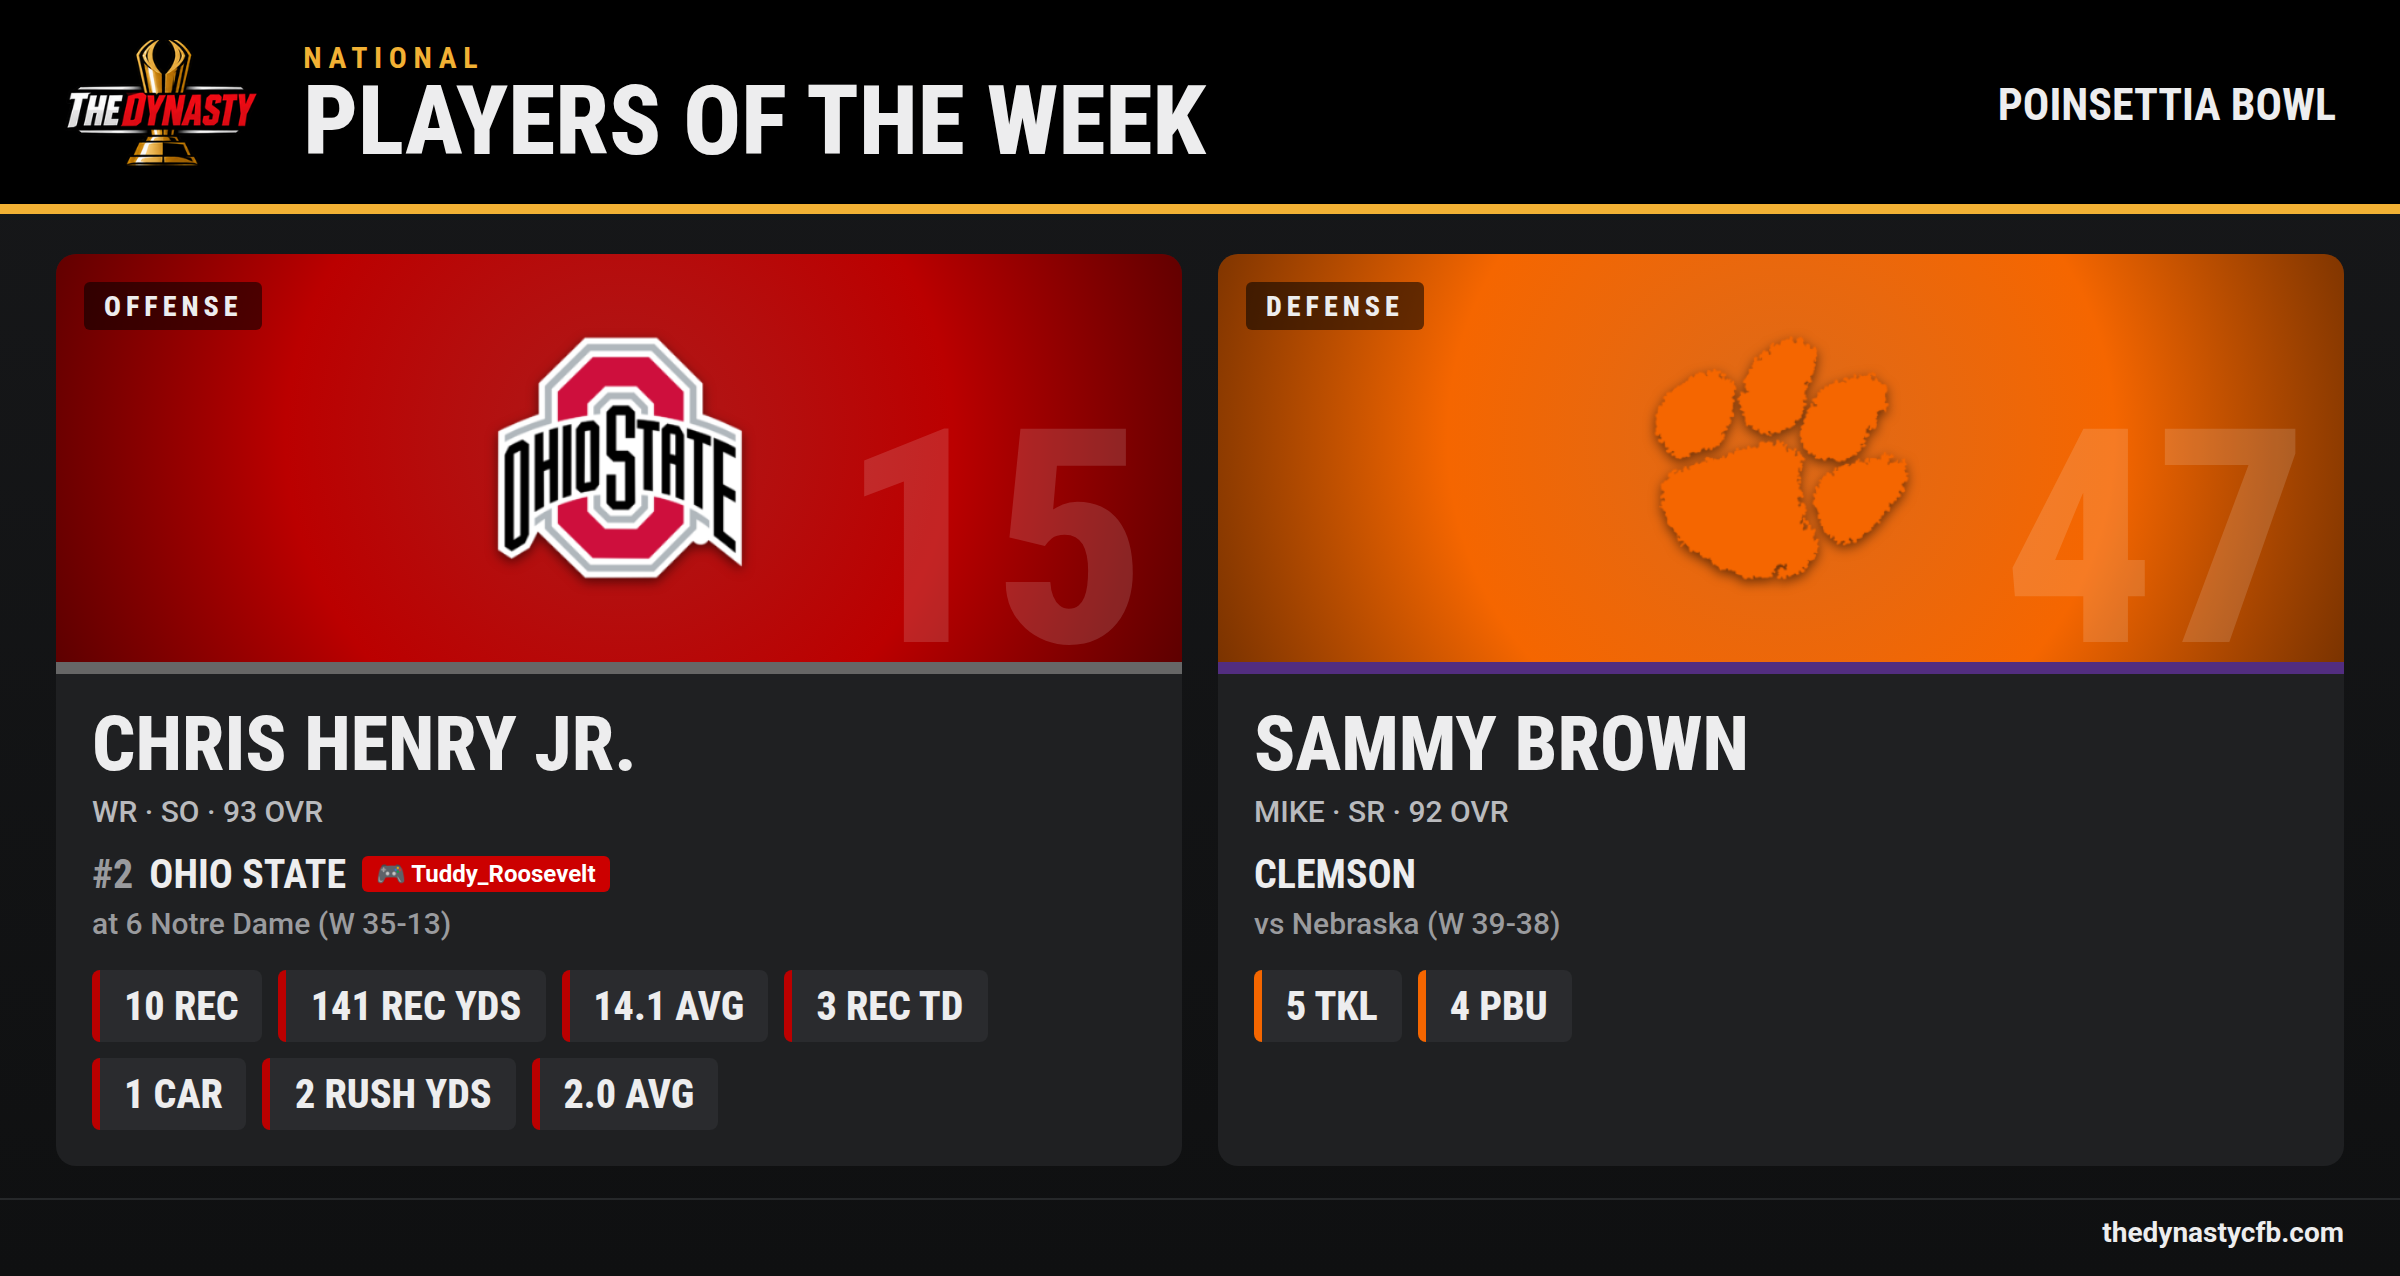 THE DYNASTY
NATIONAL
PLAYERS OF THE WEEK
POINSETTIA BOWL
OFFENSE
OHIO STATE
15
CHRIS HENRY JR.
WR · SO · 93 OVR
#2 OHIO STATE 🎮 Tuddy_Roosevelt
at 6 Notre Dame (W 35-13)
10 REC
141 REC YDS
14.1 AVG
3 REC TD
1 CAR
2 RUSH YDS
2.0 AVG
DEFENSE
47
SAMMY BROWN
MIKE · SR · 92 OVR
CLEMSON
vs Nebraska (W 39-38)
5 TKL
4 PBU
thedynastycfb.com